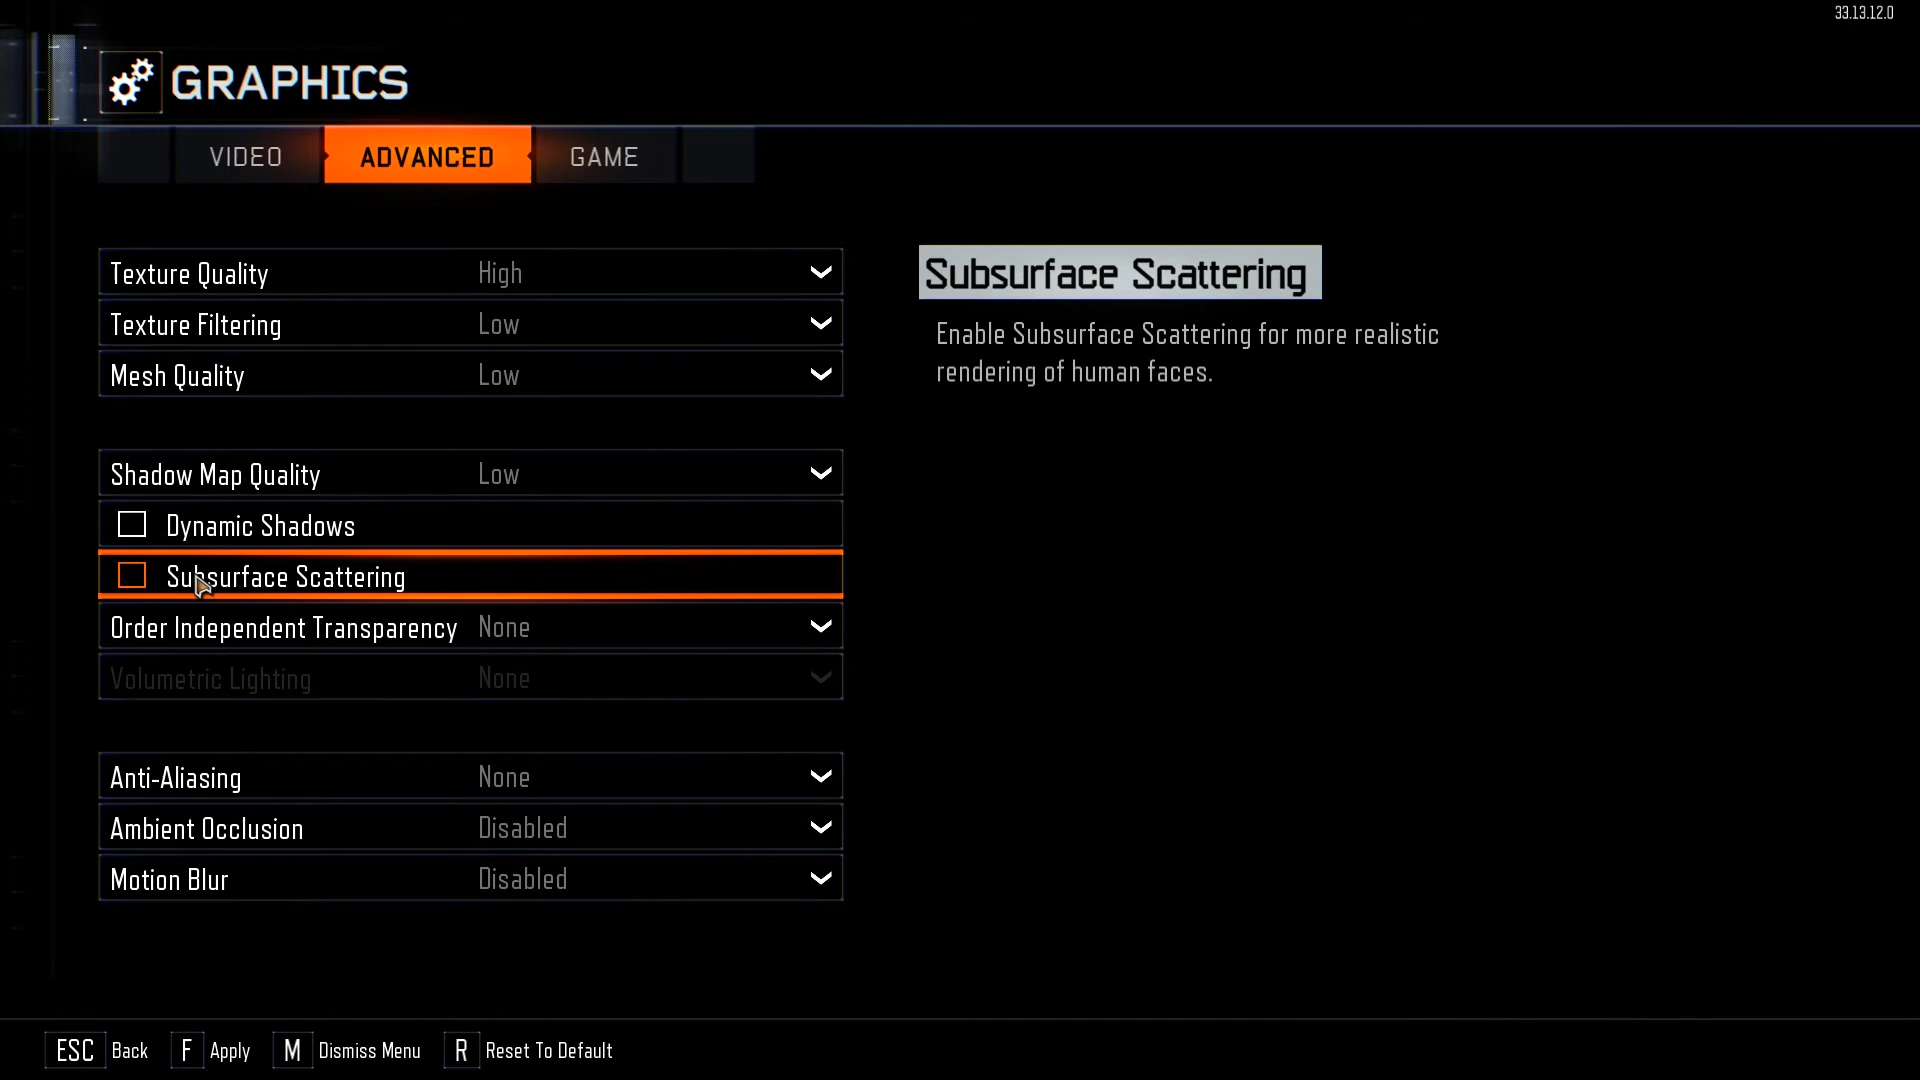 33.13.12.0
GRAPHICS
VIDEO ADVANCED GAME
Texture Quality High
Texture Filtering Low
Mesh Quality Low
Shadow Map Quality Low
Dynamic Shadows
Subsurface Scattering
Order Independent Transparency None
Volumetric Lighting None
Anti-Aliasing None
Ambient Occlusion Disabled
Motion Blur Disabled
Subsurface Scattering
Enable Subsurface Scattering for more realistic
rendering of human faces.
ESC Back F Apply M Dismiss Menu R Reset To Default